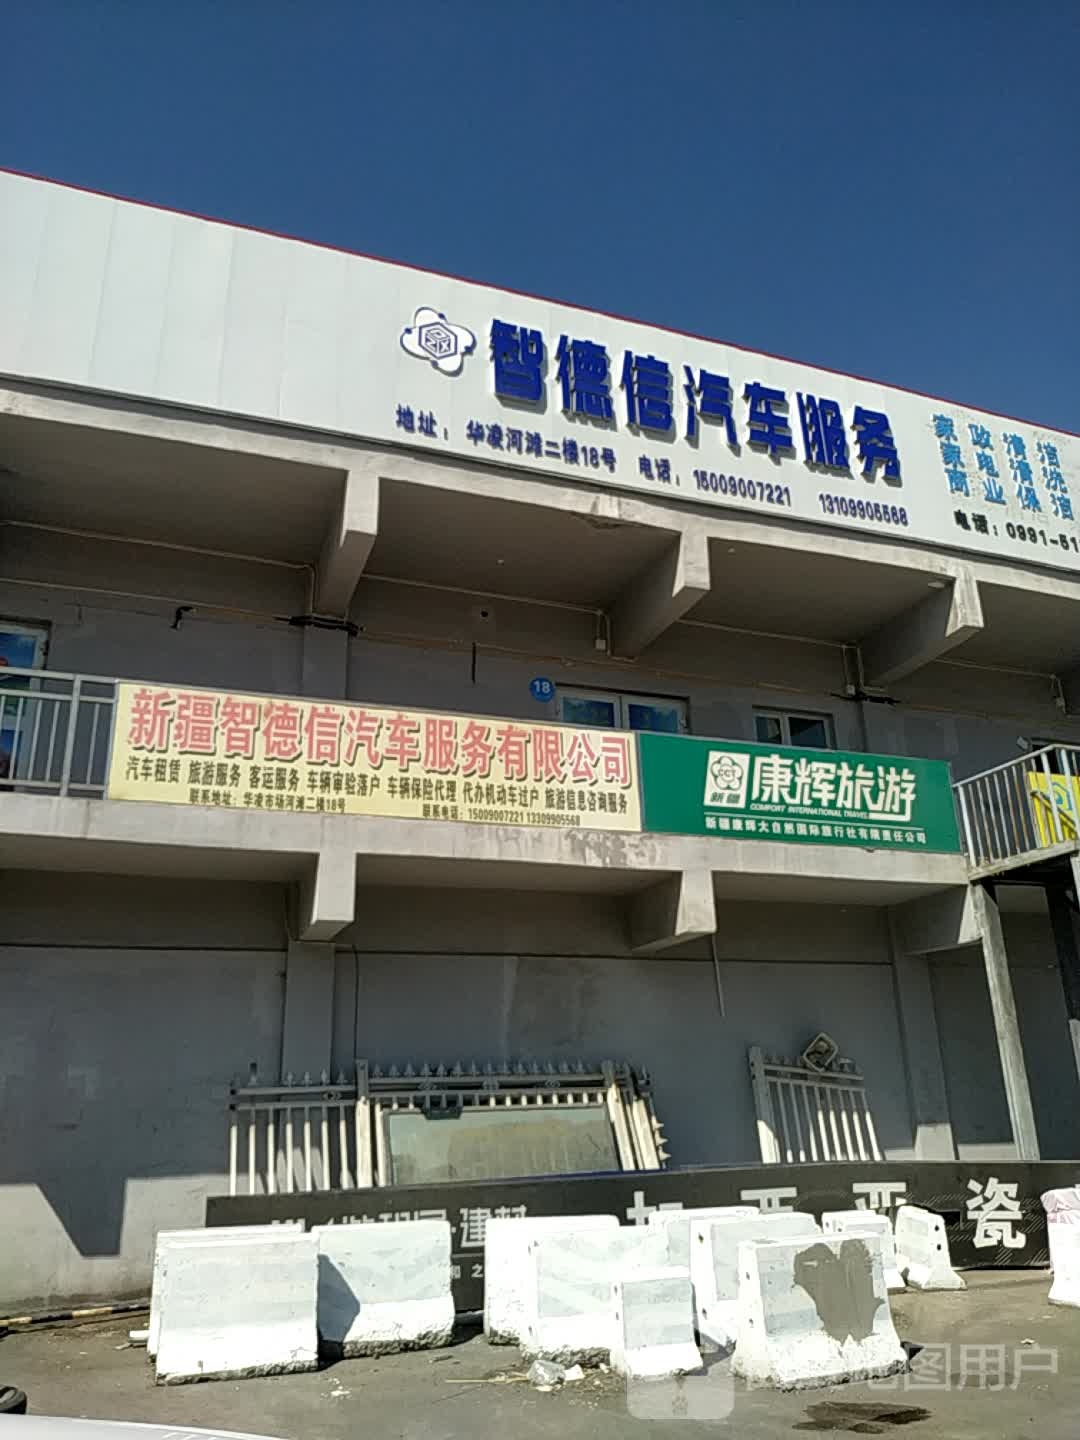 智德信汽车服务
地址：华凌河滩二楼18号 电话：15009007221 13109905568
家政清洁
家电清洗
商业保洁
电话：0991-51
18
新疆智德信汽车服务有限公司
汽车租赁 旅游服务 客运服务 车辆审验落户 车辆保险代理 代办机动车过户 旅游信息咨询服务
联系地址：华凌市场河滩二楼18号 联系电话：15009007221 13309905568
CCT
新疆
康辉旅游
COMFORT INTERNATIONAL TRAVEL
新疆康辉大自然国际旅行社有限责任公司
建材
亚瓷
地图用户